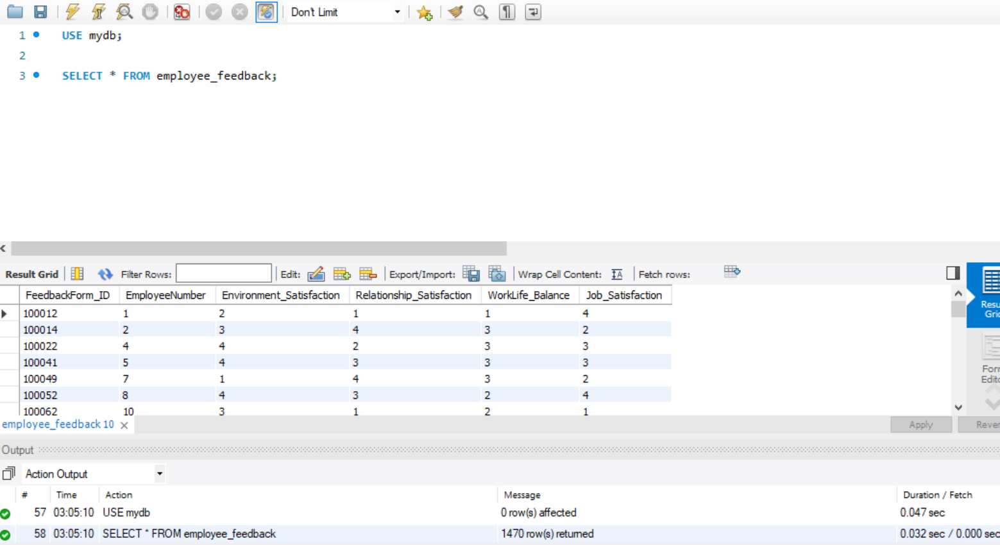 Don't Limit
1 USE mydb;
2
3 SELECT * FROM employee_feedback;
Result Grid Filter Rows: Edit: Export/Import: Wrap Cell Content: Fetch rows:
FeedbackForm_ID EmployeeNumber Environment_Satisfaction Relationship_Satisfaction WorkLife_Balance Job_Satisfaction
100012 1 2 1 1 4
100014 2 3 4 3 2
100022 4 4 2 3 3
100041 5 4 3 3 3
100049 7 1 4 3 2
100052 8 4 3 2 4
100062 10 3 1 2 1
Resu
Grid
For
Edit
employee_feedback 10
Apply Rever
Output
Action Output
# Time Action Message Duration / Fetch
57 03:05:10 USE mydb 0 row(s) affected 0.047 sec
58 03:05:10 SELECT * FROM employee_feedback 1470 row(s) returned 0.032 sec / 0.000 sec